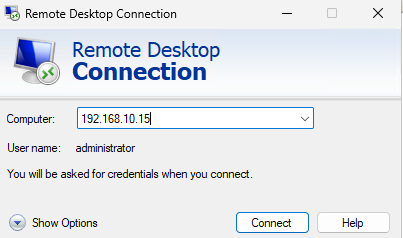 Remote Desktop Connection
Remote Desktop
Connection
Computer: 192.168.10.15
User name: administrator
You will be asked for credentials when you connect.
Show Options Connect Help